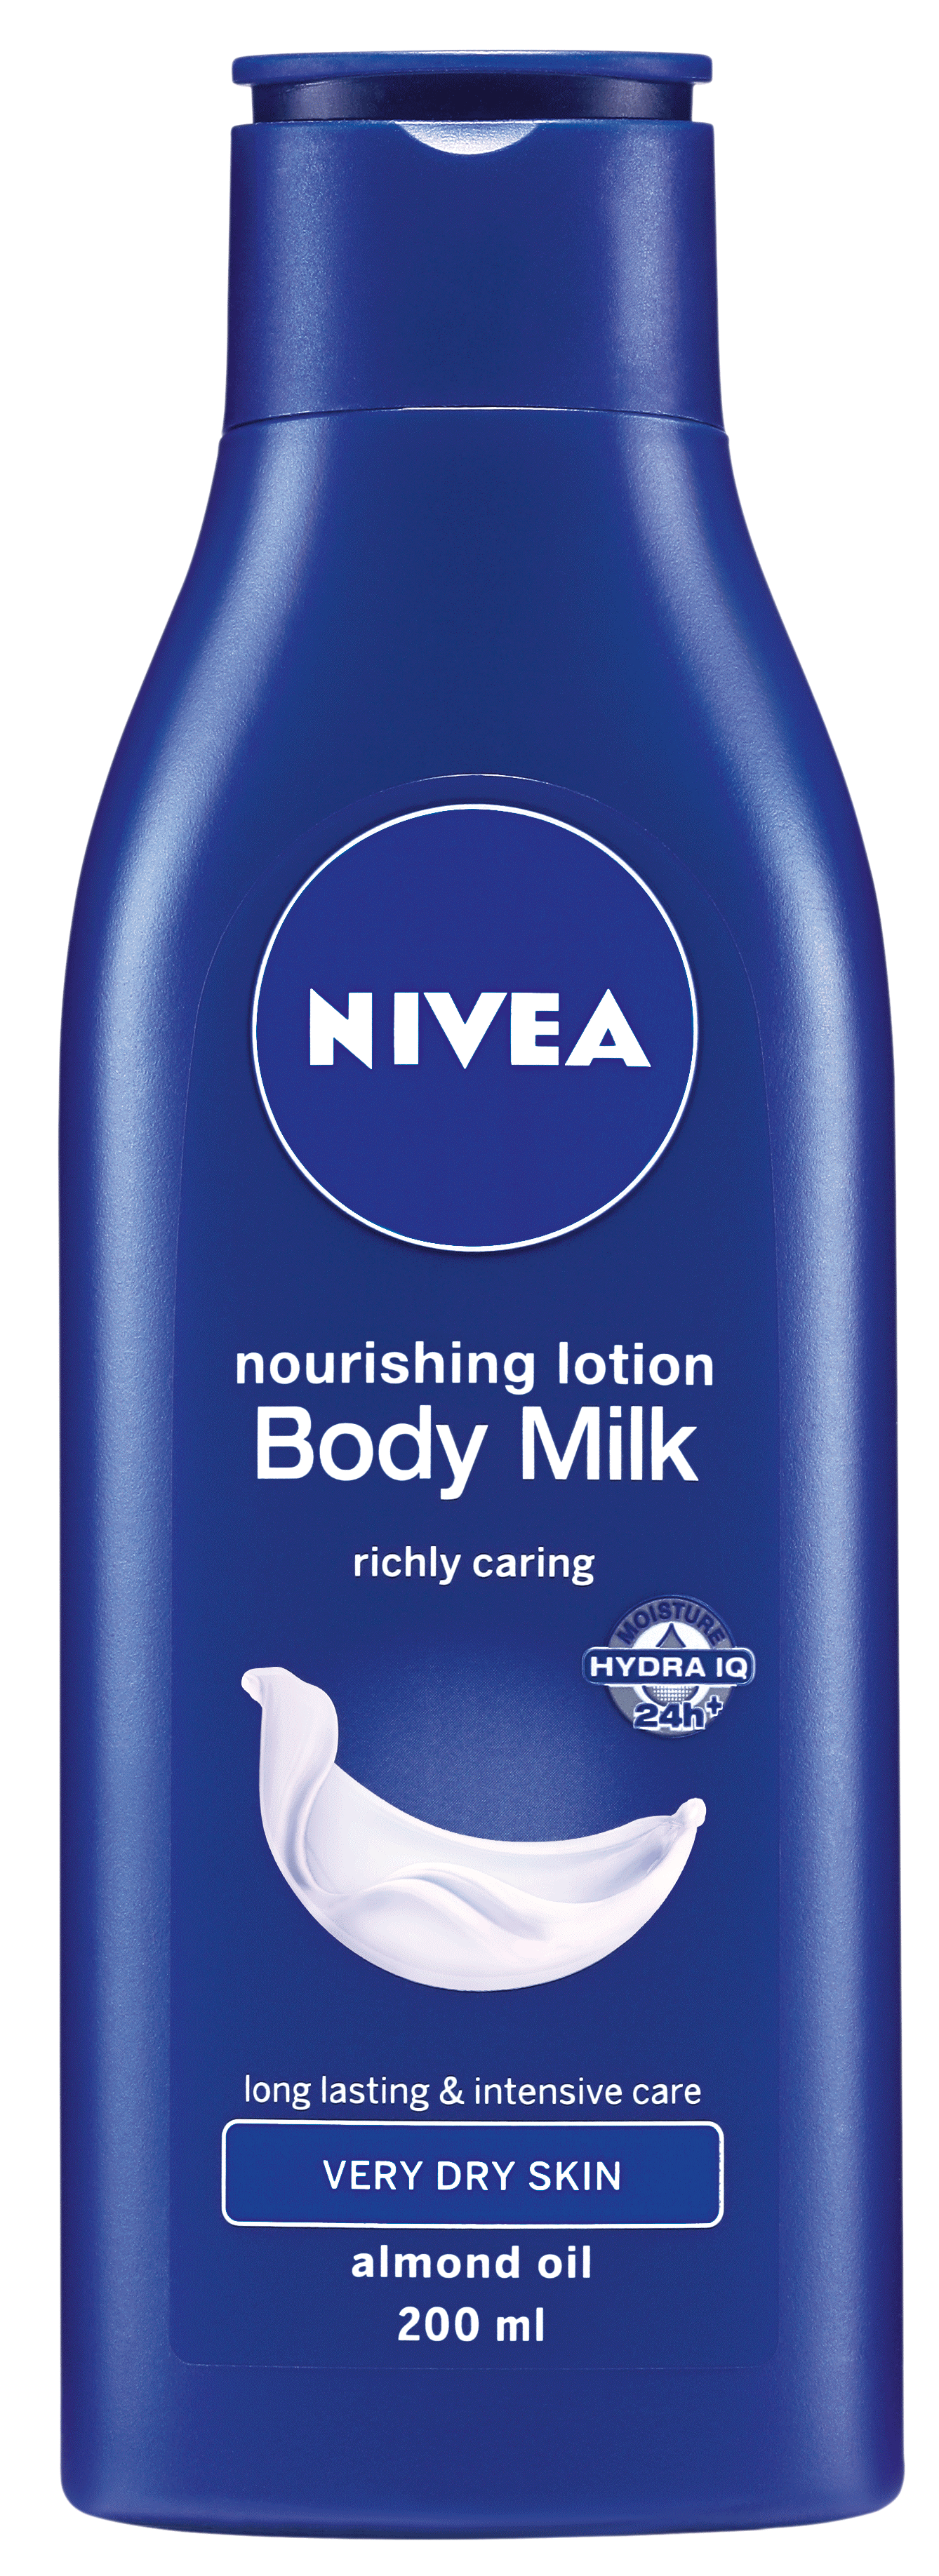 NIVEA
nourishing lotion
Body Milk
richly caring
MOISTURE
HYDRA IQ
24h+
long lasting & intensive care
VERY DRY SKIN
almond oil
200 ml